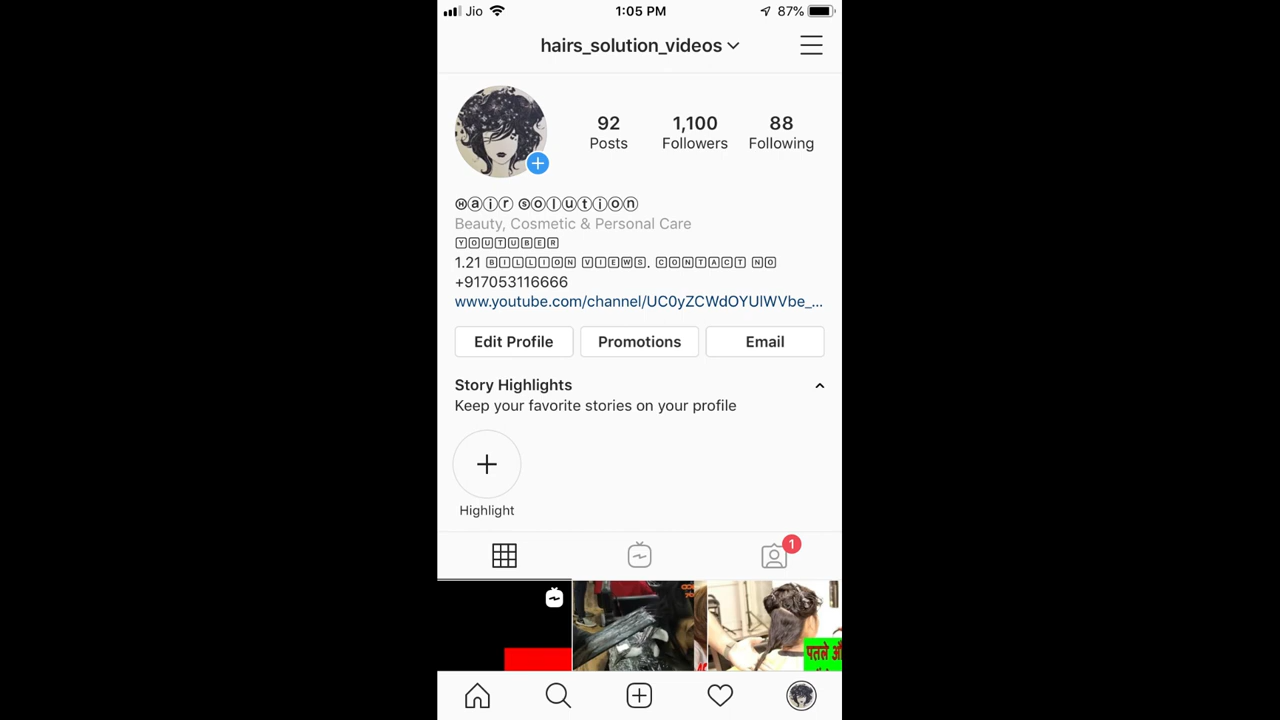 Jio 1:05 PM 87%
hairs_solution_videos
92 1,100 88
Posts Followers Following
Ⓗⓐⓘⓡ ⓢⓞⓛⓤⓣⓘⓞⓝ
Beauty, Cosmetic & Personal Care
🅈🄾🅄🅃🅄🄱🄴🅁
1.21 🄱🄸🄻🄻🄸🄾🄽 🅅🄸🄴🅆🅂. 🄲🄾🄽🅃🄰🄲🅃 🄽🄾
+917053116666
www.youtube.com/channel/UC0yZCWdOYUlWVbe_...
Edit Profile Promotions Email
Story Highlights
Keep your favorite stories on your profile
Highlight
1
पतले